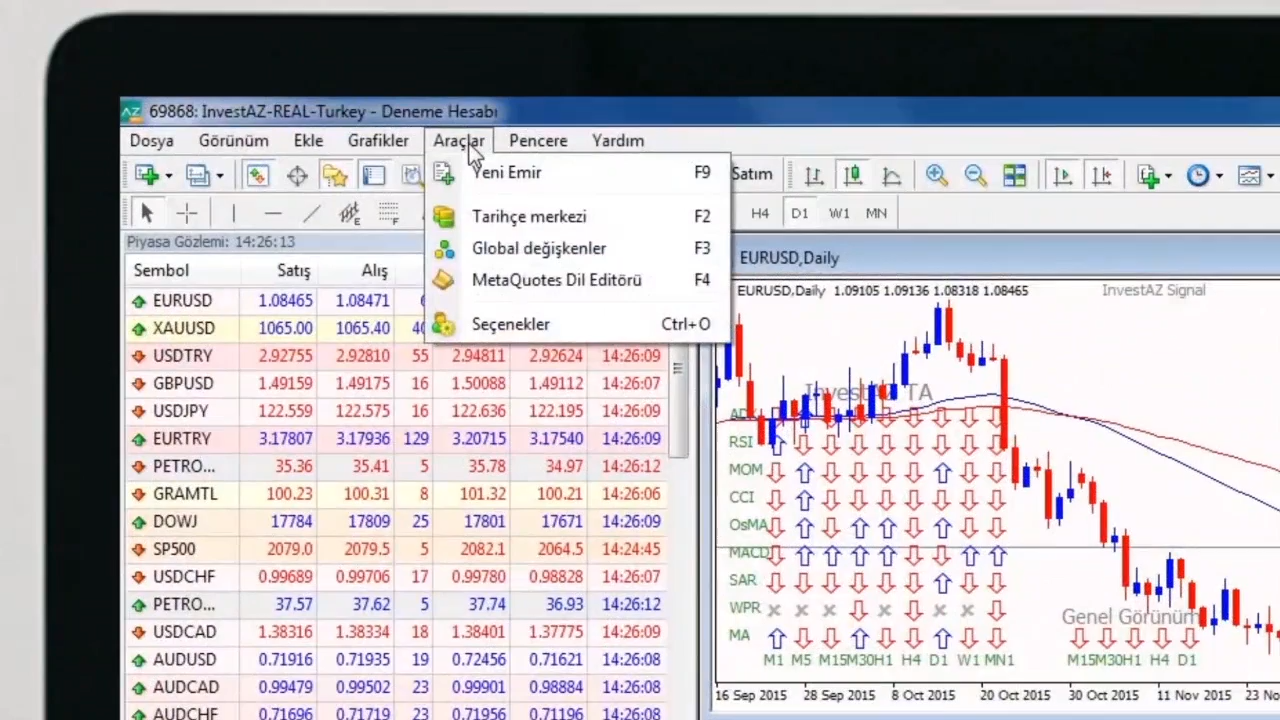 69868: InvestAZ-REAL-Turkey - Deneme Hesabı
Dosya Görünüm Ekle Grafikler Araçlar Pencere Yardım
Yeni Emir F9
Tarihçe merkezi F2
Global değişkenler F3
MetaQuotes Dil Editörü F4
Seçenekler Ctrl+O
Satım
H4 D1 W1 MN
Piyasa Gözlemi: 14:26:13
Sembol Satış Alış
EURUSD 1.08465 1.08471
XAUUSD 1065.00 1065.40
USDTRY 2.92755 2.92810 55 2.94811 2.92624 14:26:09
GBPUSD 1.49159 1.49175 16 1.50088 1.49112 14:26:07
USDJPY 122.559 122.575 16 122.636 122.195 14:26:09
EURTRY 3.17807 3.17936 129 3.20715 3.17540 14:26:09
PETRO... 35.36 35.41 5 35.78 34.97 14:26:12
GRAMTL 100.23 100.31 8 101.32 100.21 14:26:06
DOWJ 17784 17809 25 17801 17671 14:26:09
SP500 2079.0 2079.5 5 2082.1 2064.5 14:24:45
USDCHF 0.99689 0.99706 17 0.99780 0.98828 14:26:07
PETRO... 37.57 37.62 5 37.74 36.93 14:26:12
USDCAD 1.38316 1.38334 18 1.38401 1.37775 14:26:09
AUDUSD 0.71916 0.71935 19 0.72456 0.71621 14:26:08
AUDCAD 0.99479 0.99502 23 0.99901 0.98884 14:26:08
AUDCHF 0.71696 0.71719 23 0.71956 0.71196 14:26:08
EURUSD,Daily
EURUSD,Daily 1.09105 1.09136 1.08318 1.08465
InvestAZ Signal
InvestAZ TA
RSI
MOM
CCI
OsMA
MACD
SAR
WPR
MA
Genel Görünüm
M1 M5 M15 M30 H1 H4 D1 W1 MN1
M15 M30 H1 H4 D1
16 Sep 2015 28 Sep 2015 8 Oct 2015 20 Oct 2015 30 Oct 2015 11 Nov 2015 23 Nov